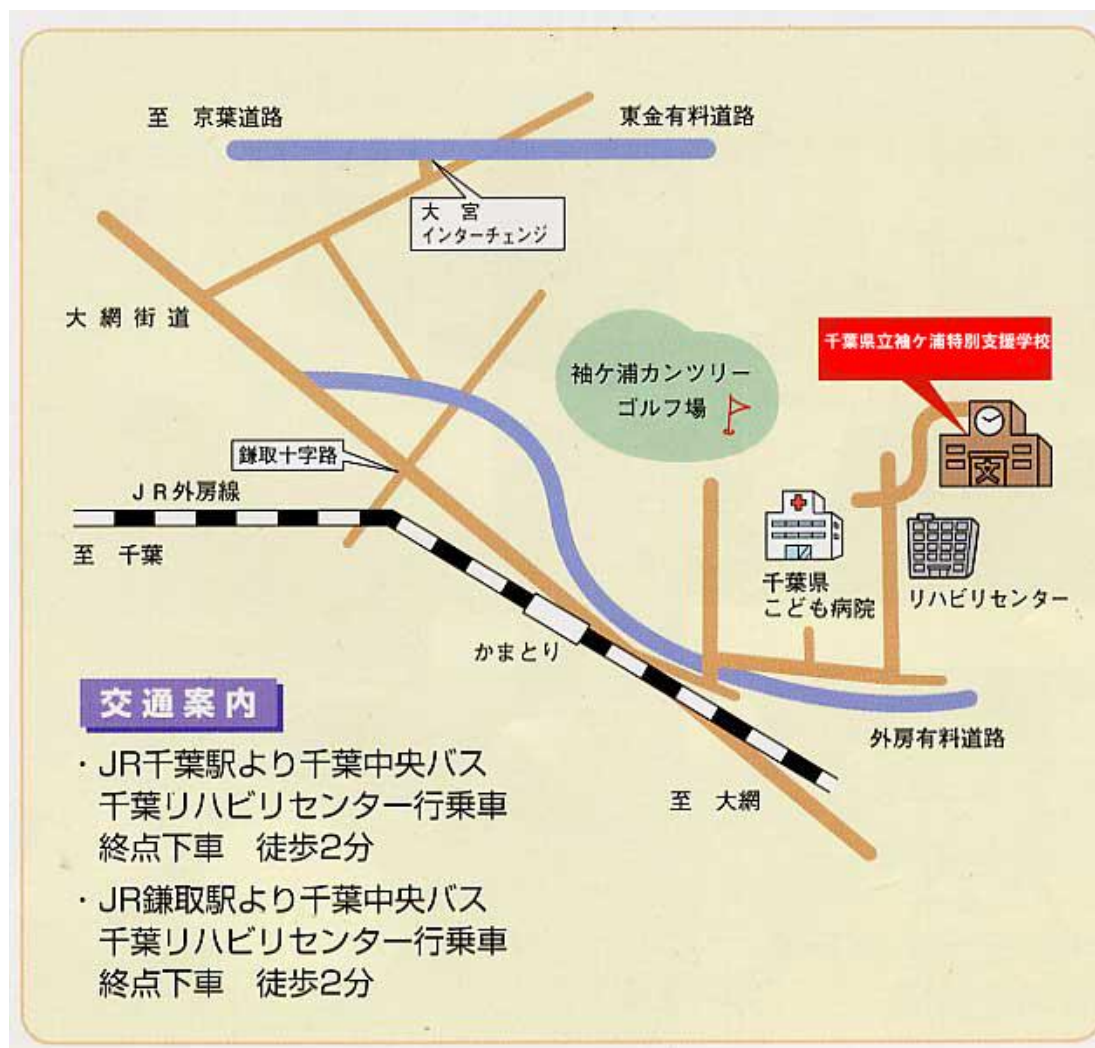 至 京葉道路
東金有料道路
大 宮
インターチェンジ
大網街道
千葉県立袖ケ浦特別支援学校
袖ケ浦カンツリー
ゴルフ場
鎌取十字路
JR外房線
文
至 千葉
千葉県
こども病院
リハビリセンター
かまとり
外房有料道路
至 大網
交通案内
・JR千葉駅より千葉中央バス
千葉リハビリセンター行乗車
終点下車 徒歩2分
・JR鎌取駅より千葉中央バス
千葉リハビリセンター行乗車
終点下車 徒歩2分